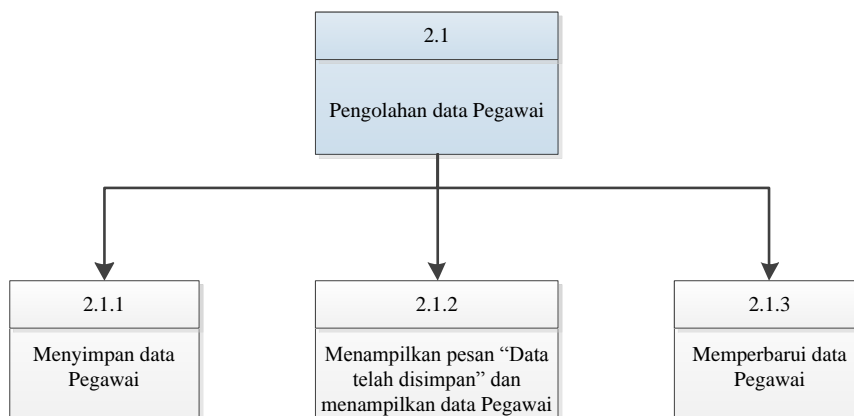 2.1
Pengolahan data Pegawai
2.1.1
Menyimpan data
Pegawai
2.1.2
Menampilkan pesan “Data
telah disimpan” dan
menampilkan data Pegawai
2.1.3
Memperbarui data
Pegawai